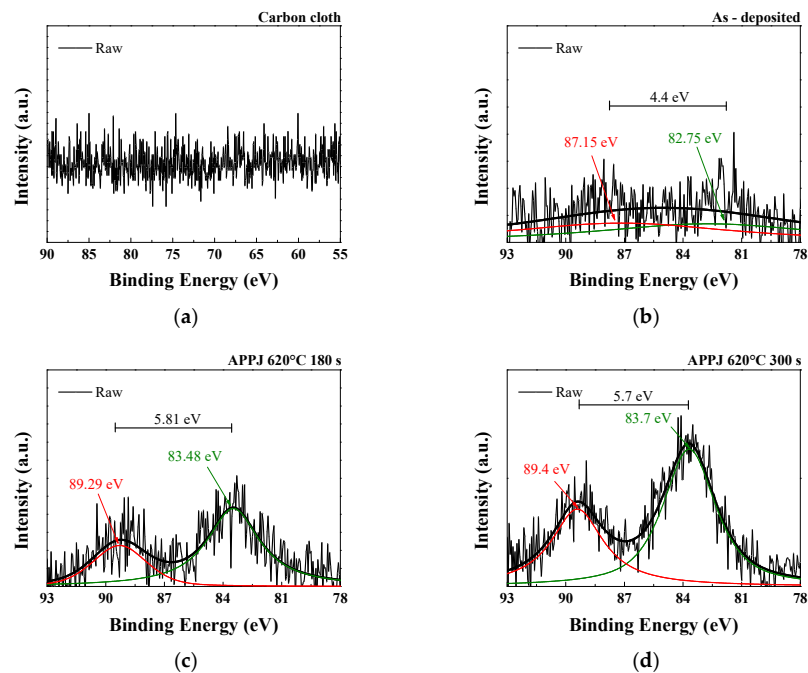 Carbon cloth
Raw
Intensity (a.u.)
90 85 80 75 70 65 60 55
Binding Energy (eV)
(a)
As - deposited
Raw
4.4 eV
87.15 eV
82.75 eV
Intensity (a.u.)
93 90 87 84 81 78
Binding Energy (eV)
(b)
APPJ 620°C 180 s
Raw
5.81 eV
83.48 eV
89.29 eV
Intensity (a.u.)
93 90 87 84 81 78
Binding Energy (eV)
(c)
APPJ 620°C 300 s
Raw
5.7 eV
83.7 eV
89.4 eV
Intensity (a.u.)
93 90 87 84 81 78
Binding Energy (eV)
(d)